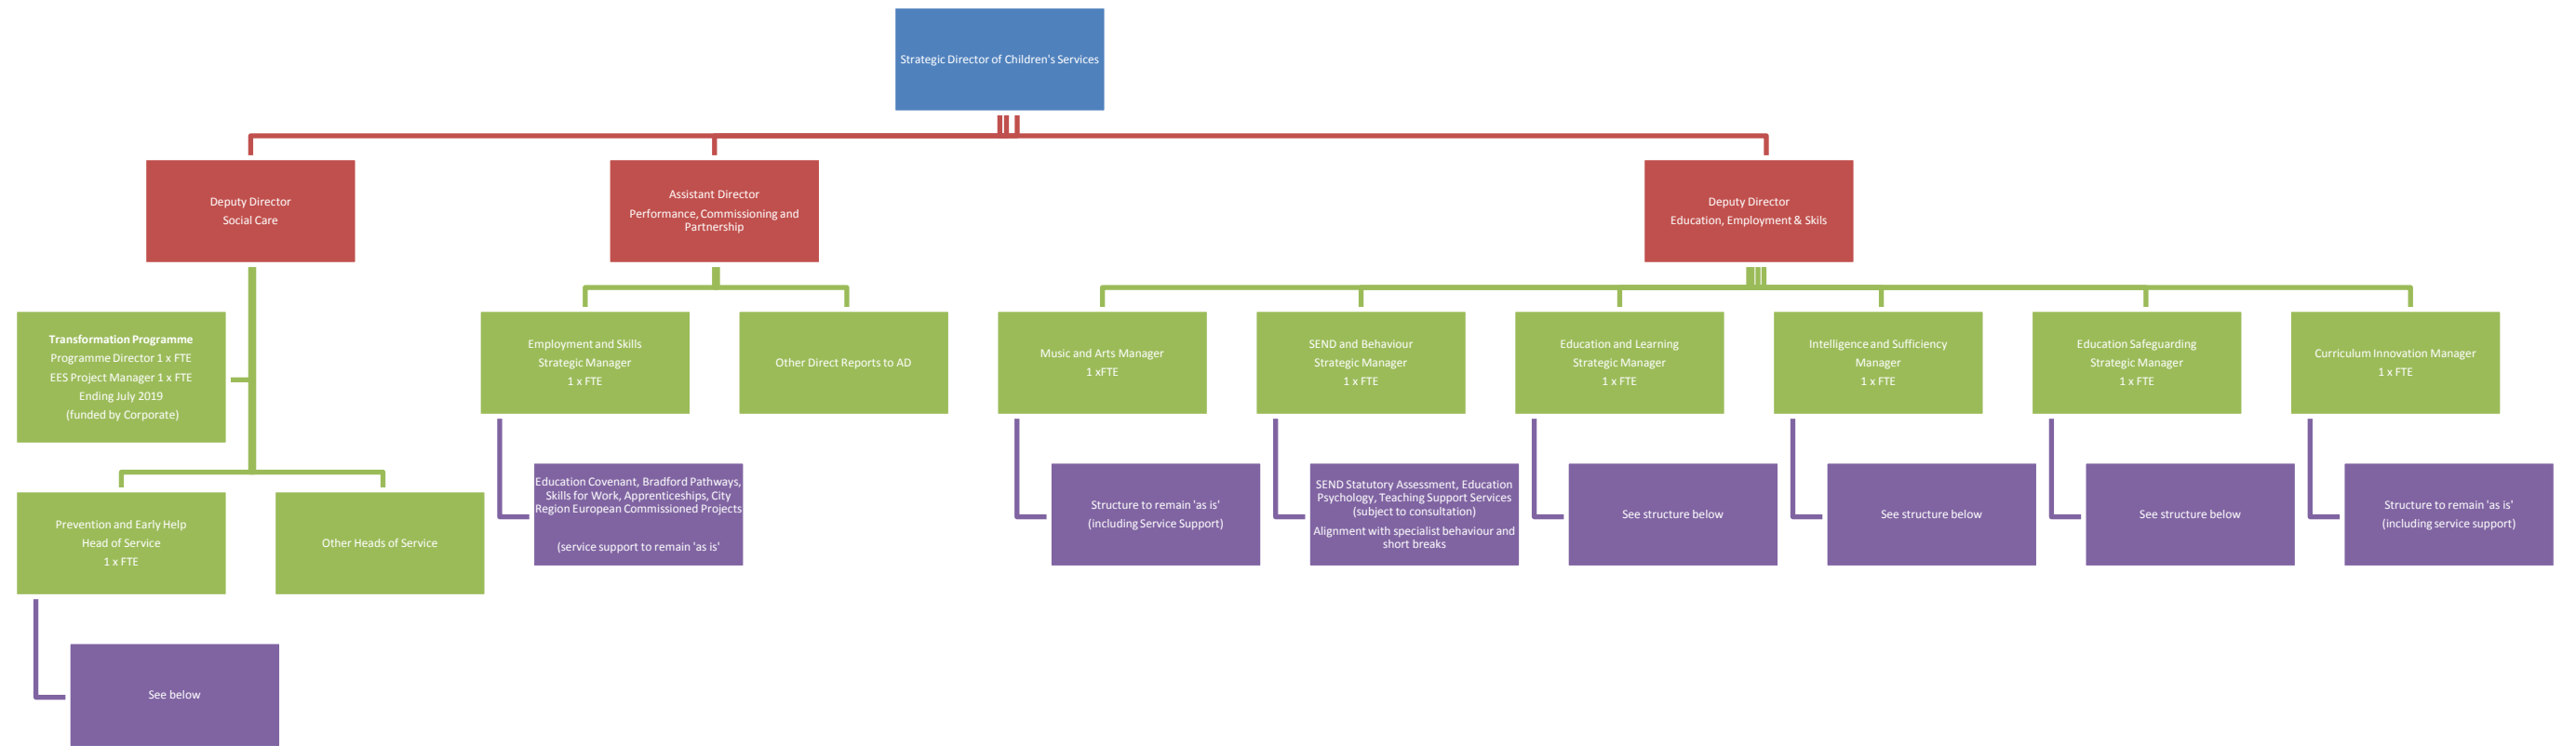 Strategic Director of Children's Services
Deputy Director
Social Care
Assistant Director
Performance, Commissioning and
Partnership
Deputy Director
Education, Employment & Skils
Transformation Programme
Programme Director 1 x FTE
EES Project Manager 1 x FTE
Ending July 2019
(funded by Corporate)
Employment and Skills
Strategic Manager
1 x FTE
Other Direct Reports to AD
Music and Arts Manager
1 xFTE
SEND and Behaviour
Strategic Manager
1 x FTE
Education and Learning
Strategic Manager
1 x FTE
Intelligence and Sufficiency
Manager
1 x FTE
Education Safeguarding
Strategic Manager
1 x FTE
Curriculum Innovation Manager
1 x FTE
Prevention and Early Help
Head of Service
1 x FTE
Other Heads of Service
Education Covenant, Bradford Pathways,
Skills for Work, Apprenticeships, City
Region European Commissioned Projects
(service support to remain 'as is'
Structure to remain 'as is'
(including Service Support)
SEND Statutory Assessment, Education
Psychology, Teaching Support Services
(subject to consultation)
Alignment with specialist behaviour and
short breaks
See structure below
See structure below
See structure below
Structure to remain 'as is'
(including service support)
See below